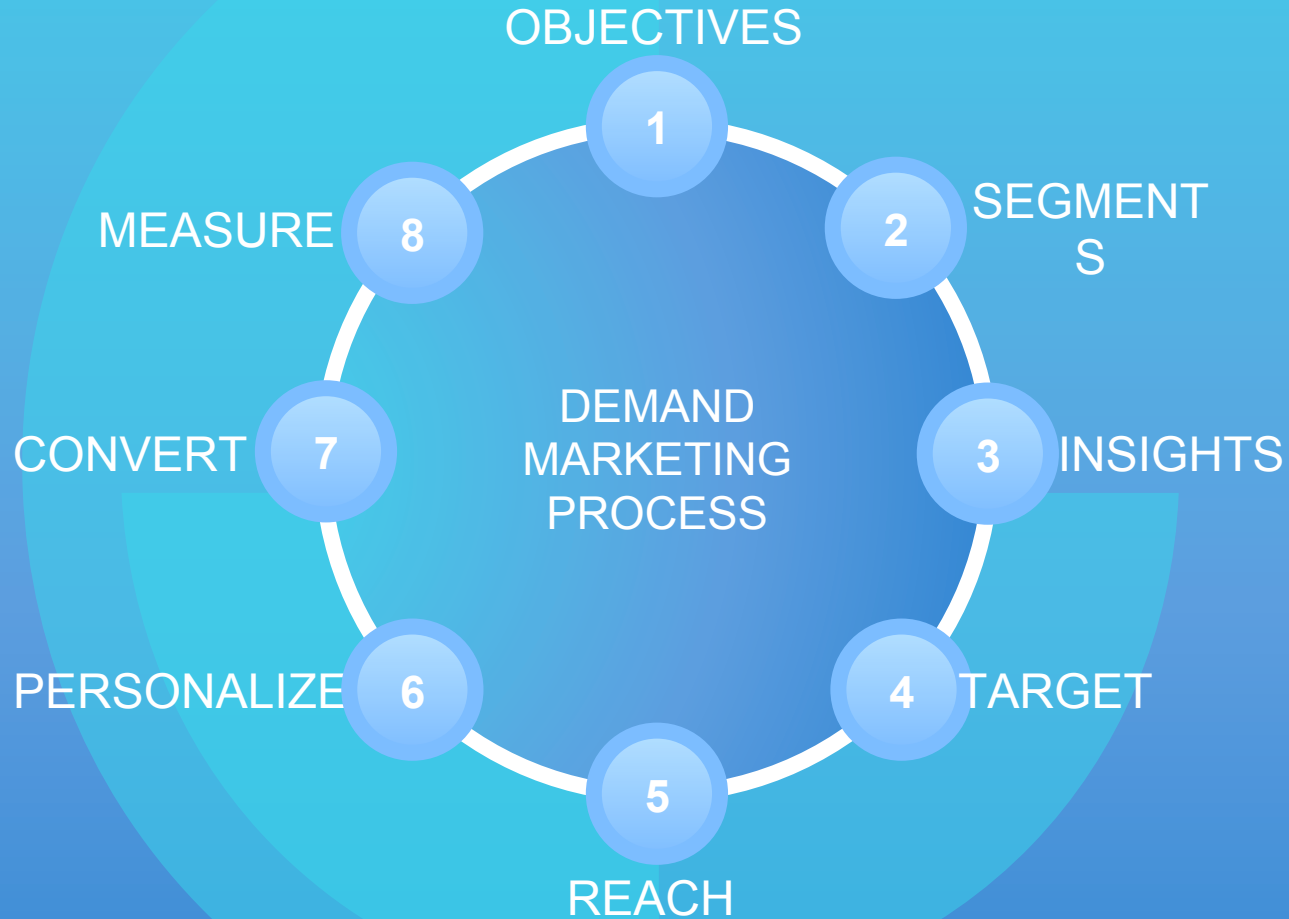 OBJECTIVES
1
2
SEGMENT
S
3
INSIGHTS
4
TARGET
5
REACH
6
PERSONALIZE
7
CONVERT
8
MEASURE
DEMAND
MARKETING
PROCESS